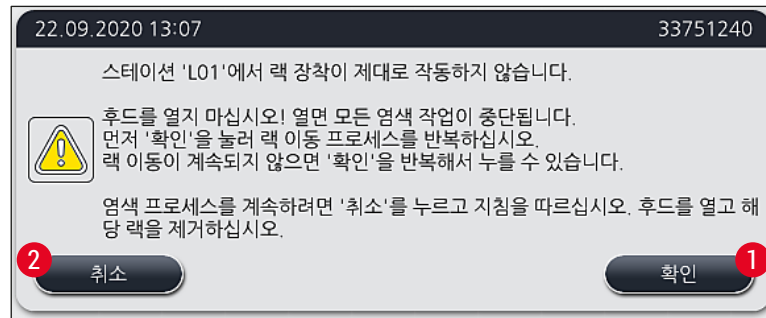 22.09.2020 13:07 33751240
스테이션 'L01'에서 랙 장착이 제대로 작동하지 않습니다.
후드를 열지 마십시오! 열면 모든 염색 작업이 중단됩니다.
먼저 '확인'을 눌러 랙 이동 프로세스를 반복하십시오.
랙 이동이 계속되지 않으면 '확인'을 반복해서 누를 수 있습니다.
염색 프로세스를 계속하려면 '취소'를 누르고 지침을 따르십시오. 후드를 열고 해
당 랙을 제거하십시오.
2 1
취소 확인